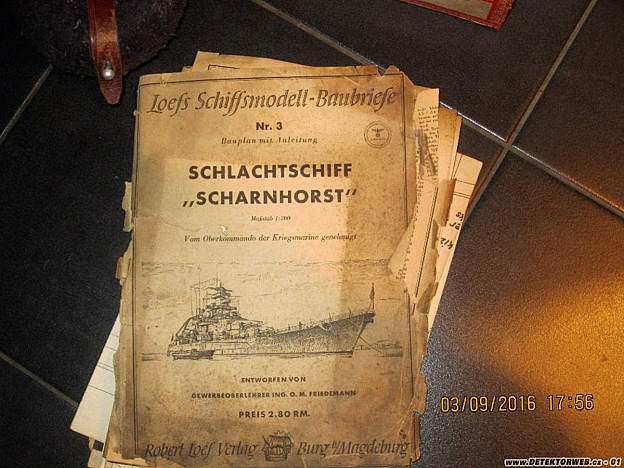 Loefs Schiffsmodell-Baubriefe
Nr. 3
Bauplan mit Anleitung
SCHLACHTSCHIFF
„SCHARNHORST"
Maßstab 1:200
Vom Oberkommando der Kriegsmarine genehmigt
ENTWORFEN VON
GEWERBEOBERLEHRER ING. O. M. FRIEDEMANN
PREIS 2.80 RM.
Robert Loef Verlag Burg b/Magdeburg
03/09/2016 17:56
www.DETEKTORWEB.cz - 01